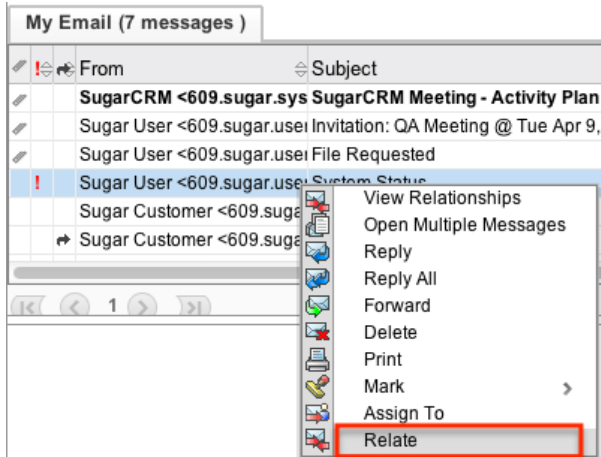 My Email (7 messages )
! From Subject
SugarCRM <609.sugar.sys SugarCRM Meeting - Activity Plan
Sugar User <609.sugar.user Invitation: QA Meeting @ Tue Apr 9,
Sugar User <609.sugar.user File Requested
! Sugar User <609.sugar.use System Status
Sugar Customer <609.suga
Sugar Customer <609.suga
1
View Relationships
Open Multiple Messages
Reply
Reply All
Forward
Delete
Print
Mark >
Assign To
Relate